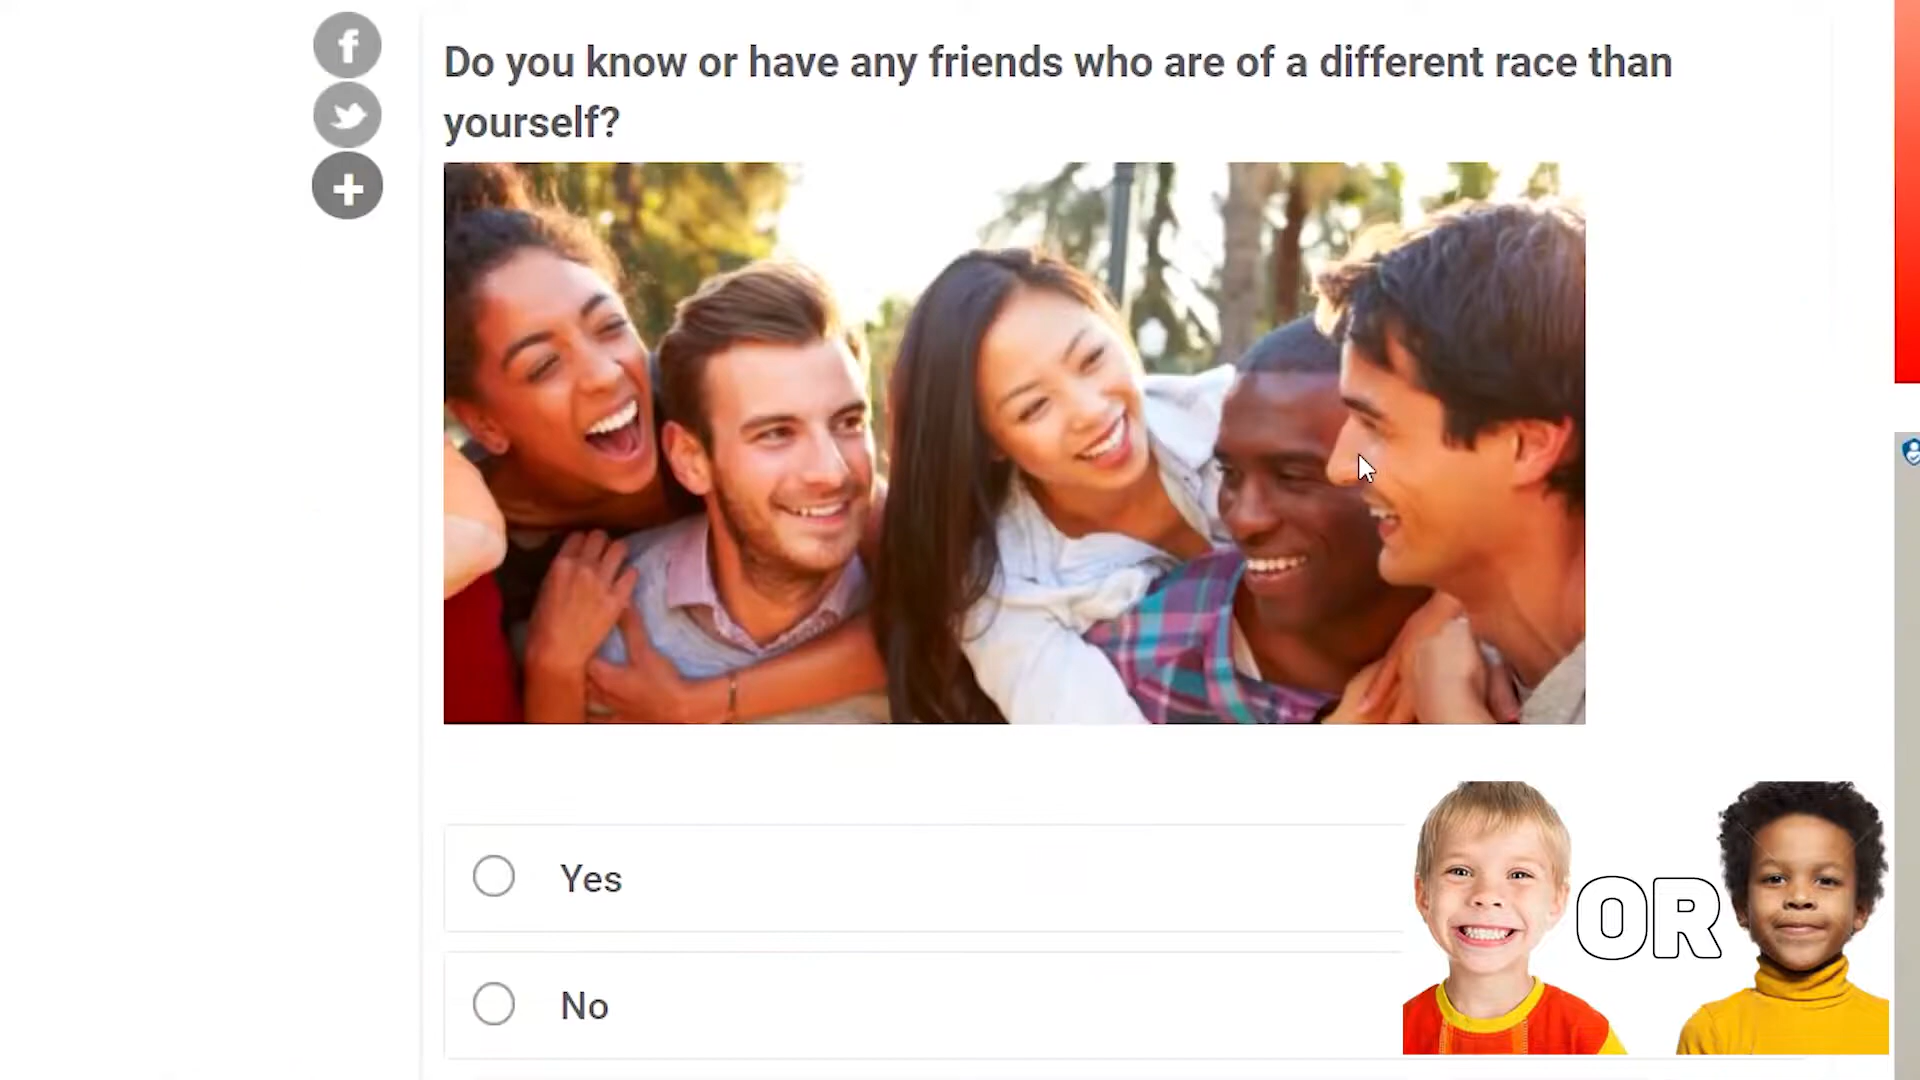 Do you know or have any friends who are of a different race than
yourself?
Yes
No
OR